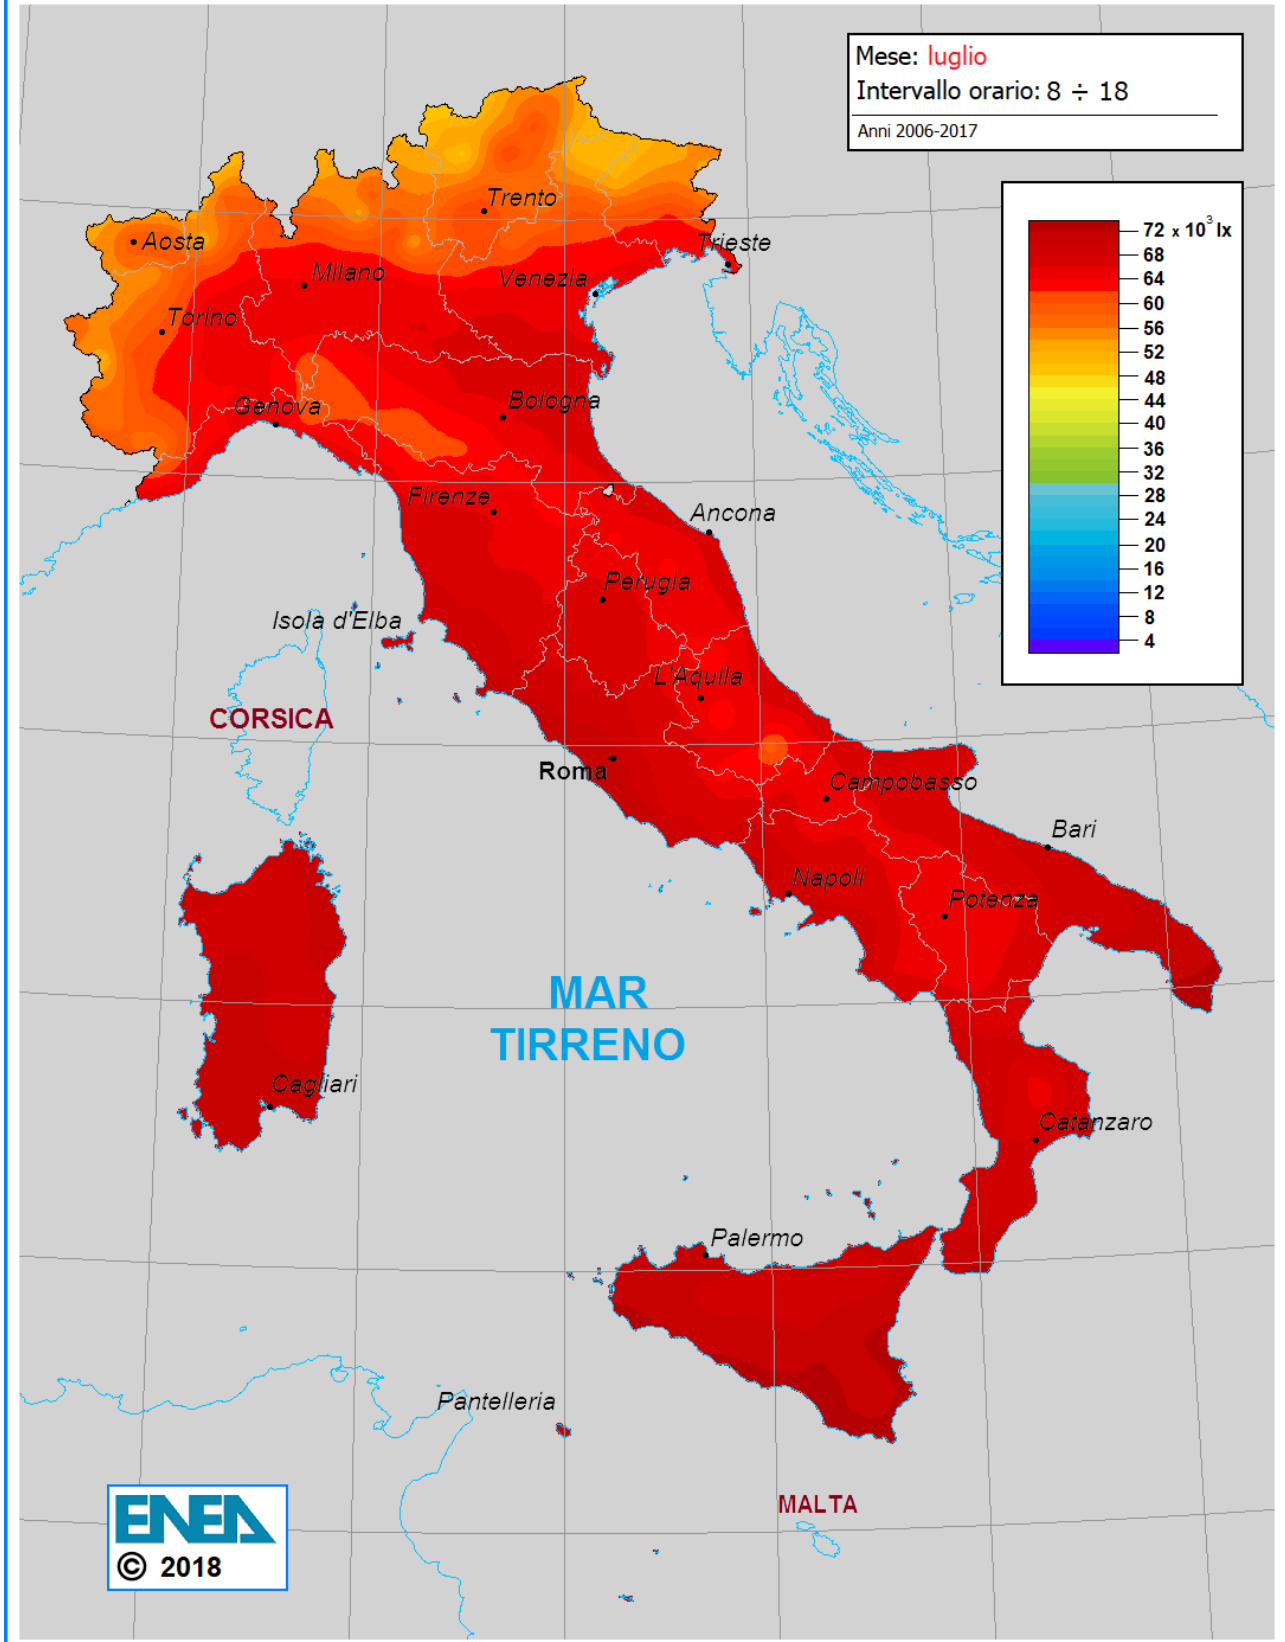 Mese: luglio
Intervallo orario: 8 ÷ 18
Anni 2006-2017
72 x 10³ lx
68
64
60
56
52
48
44
40
36
32
28
24
20
16
12
8
4
Trento
Aosta
Trieste
Milano
Venezia
Torino
Genova
Bologna
Firenze
Ancona
Perugia
Isola d'Elba
L'Aquila
CORSICA
Roma
Campobasso
Bari
Napoli
Potenza
MAR
TIRRENO
Cagliari
Catanzaro
Palermo
Pantelleria
MALTA
ENEA
© 2018